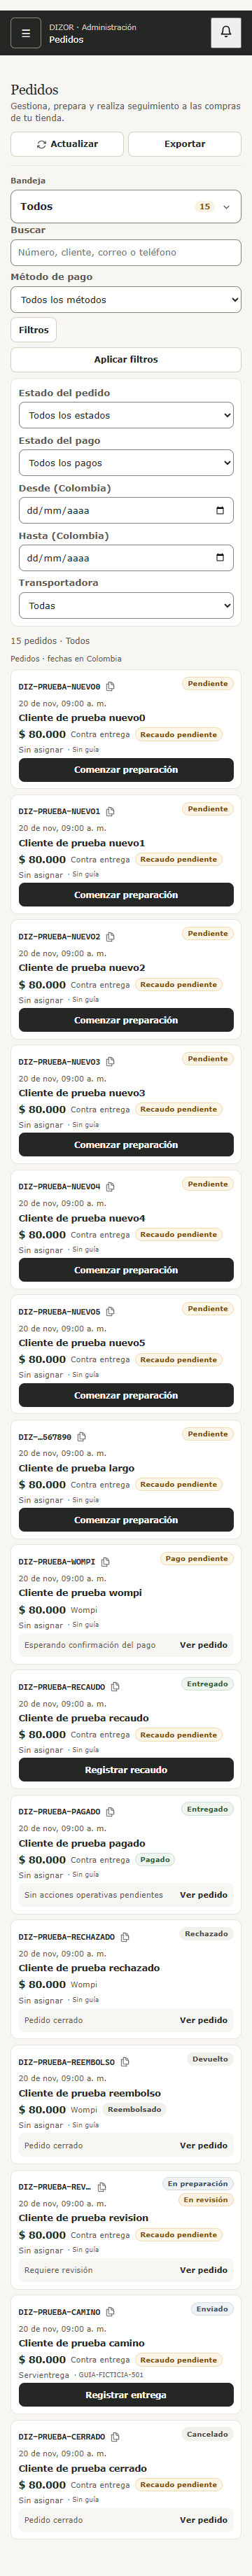 DIZOR · Administración
Pedidos
Pedidos
Gestiona, prepara y realiza seguimiento a las compras
de tu tienda.
Actualizar
Exportar
Bandeja
Todos 15
Buscar
Número, cliente, correo o teléfono
Método de pago
Todos los métodos
Filtros
Aplicar filtros
Estado del pedido
Todos los estados
Estado del pago
Todos los pagos
Desde (Colombia)
dd/mm/aaaa
Hasta (Colombia)
dd/mm/aaaa
Transportadora
Todas
15 pedidos · Todos
Pedidos · fechas en Colombia
DIZ-PRUEBA-NUEVO0 Pendiente
20 de nov, 09:00 a. m.
Cliente de prueba nuevo0
$ 80.000 Contra entrega Recaudo pendiente
Sin asignar · Sin guía
Comenzar preparación
DIZ-PRUEBA-NUEVO1 Pendiente
20 de nov, 09:00 a. m.
Cliente de prueba nuevo1
$ 80.000 Contra entrega Recaudo pendiente
Sin asignar · Sin guía
Comenzar preparación
DIZ-PRUEBA-NUEVO2 Pendiente
20 de nov, 09:00 a. m.
Cliente de prueba nuevo2
$ 80.000 Contra entrega Recaudo pendiente
Sin asignar · Sin guía
Comenzar preparación
DIZ-PRUEBA-NUEVO3 Pendiente
20 de nov, 09:00 a. m.
Cliente de prueba nuevo3
$ 80.000 Contra entrega Recaudo pendiente
Sin asignar · Sin guía
Comenzar preparación
DIZ-PRUEBA-NUEVO4 Pendiente
20 de nov, 09:00 a. m.
Cliente de prueba nuevo4
$ 80.000 Contra entrega Recaudo pendiente
Sin asignar · Sin guía
Comenzar preparación
DIZ-PRUEBA-NUEVO5 Pendiente
20 de nov, 09:00 a. m.
Cliente de prueba nuevo5
$ 80.000 Contra entrega Recaudo pendiente
Sin asignar · Sin guía
Comenzar preparación
DIZ-…567890 Pendiente
20 de nov, 09:00 a. m.
Cliente de prueba largo
$ 80.000 Contra entrega Recaudo pendiente
Sin asignar · Sin guía
Comenzar preparación
DIZ-PRUEBA-WOMPI Pago pendiente
20 de nov, 09:00 a. m.
Cliente de prueba wompi
$ 80.000 Wompi
Sin asignar · Sin guía
Esperando confirmación del pago Ver pedido
DIZ-PRUEBA-RECAUDO Entregado
20 de nov, 09:00 a. m.
Cliente de prueba recaudo
$ 80.000 Contra entrega Recaudo pendiente
Sin asignar · Sin guía
Registrar recaudo
DIZ-PRUEBA-PAGADO Entregado
20 de nov, 09:00 a. m.
Cliente de prueba pagado
$ 80.000 Contra entrega Pagado
Sin asignar · Sin guía
Sin acciones operativas pendientes Ver pedido
DIZ-PRUEBA-RECHAZADO Rechazado
20 de nov, 09:00 a. m.
Cliente de prueba rechazado
$ 80.000 Wompi
Sin asignar · Sin guía
Pedido cerrado Ver pedido
DIZ-PRUEBA-REEMBOLSO Devuelto
20 de nov, 09:00 a. m.
Cliente de prueba reembolso
$ 80.000 Wompi Reembolsado
Sin asignar · Sin guía
Pedido cerrado Ver pedido
DIZ-PRUEBA-REV… En preparación
20 de nov, 09:00 a. m. En revisión
Cliente de prueba revision
$ 80.000 Contra entrega Recaudo pendiente
Sin asignar · Sin guía
Requiere revisión Ver pedido
DIZ-PRUEBA-CAMINO Enviado
20 de nov, 09:00 a. m.
Cliente de prueba camino
$ 80.000 Contra entrega Recaudo pendiente
Servientrega · GUIA-FICTICIA-501
Registrar entrega
DIZ-PRUEBA-CERRADO Cancelado
20 de nov, 09:00 a. m.
Cliente de prueba cerrado
$ 80.000 Contra entrega Recaudo pendiente
Sin asignar · Sin guía
Pedido cerrado Ver pedido